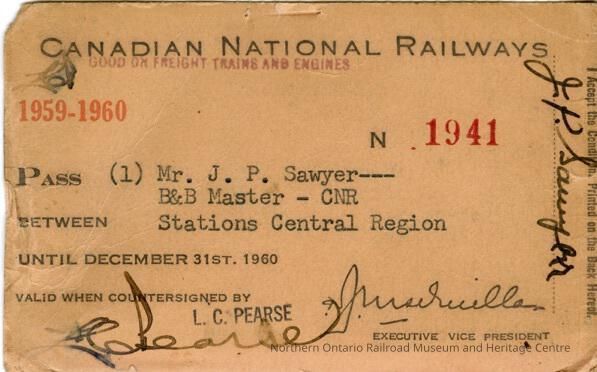 CANADIAN NATIONAL RAILWAYS
GOOD ON FREIGHT TRAINS AND ENGINES
1959-1960
N 1941
PASS (1) Mr. J. P. Sawyer---
B&B Master - CNR
BETWEEN Stations Central Region
UNTIL DECEMBER 31ST. 1960
VALID WHEN COUNTERSIGNED BY
L. C. PEARSE
LC Pearse
EXECUTIVE VICE PRESIDENT
J. P. Sawyer
I Accept the Conditions Printed on the Back Hereof.
Northern Ontario Railroad Museum and Heritage Centre